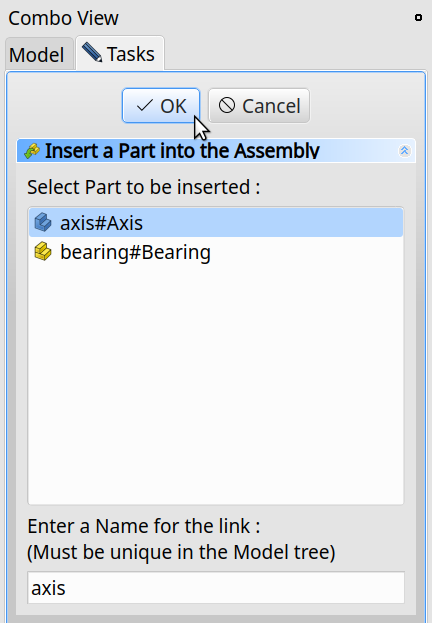 Combo View
Model
Tasks
OK
Cancel
Insert a Part into the Assembly
Select Part to be inserted :
axis#Axis
bearing#Bearing
Enter a Name for the link :
(Must be unique in the Model tree)
axis